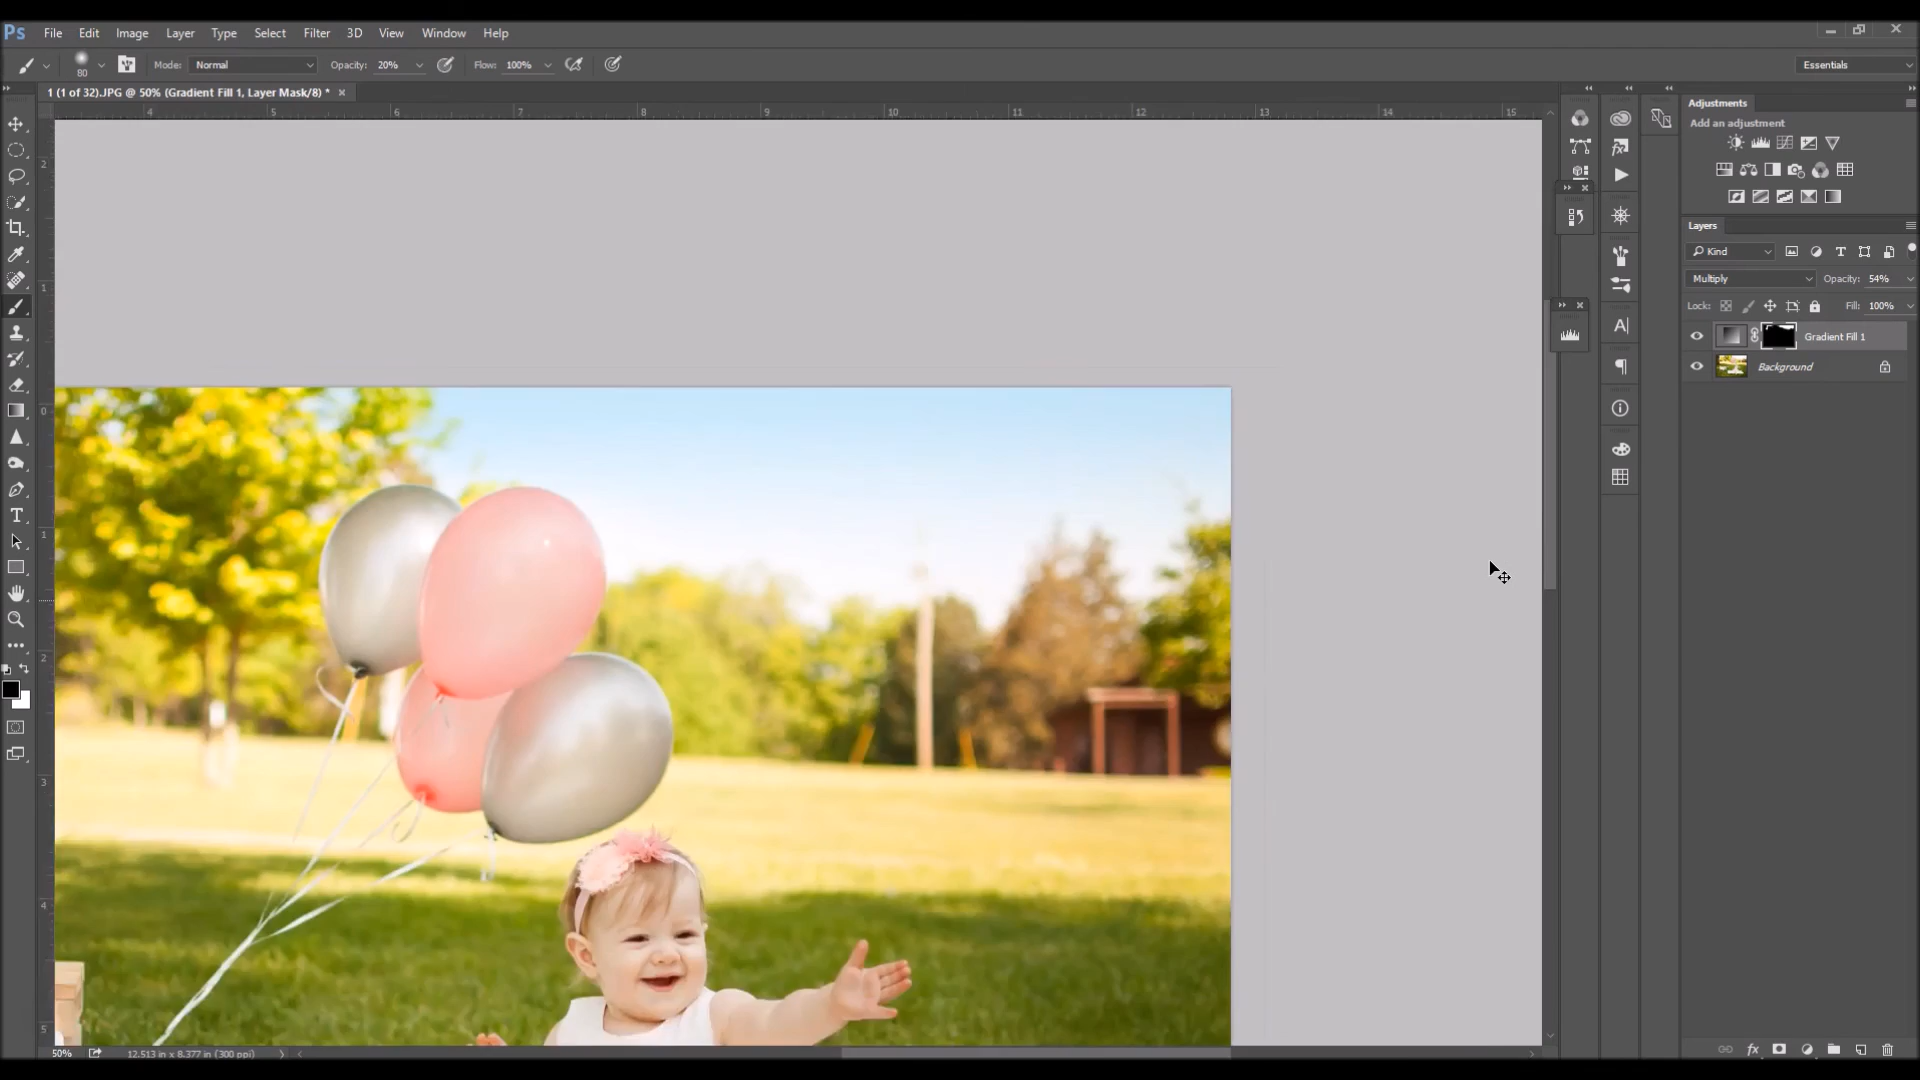 Ps File Edit Image Layer Type Select Filter 3D View Window Help
80 Mode: Normal Opacity: 20% Flow: 100% Essentials
1 (1 of 32).JPG @ 50% (Gradient Fill 1, Layer Mask/8) *
4 5 6 7 8 9 10 11 12 13 14 15
2
1
0
1
2
3
4
5
Adjustments
Add an adjustment
Layers
Kind
Multiply Opacity: 54%
Lock: Fill: 100%
Gradient Fill 1
Background
50% 12.513 in x 8.377 in (300 ppi)